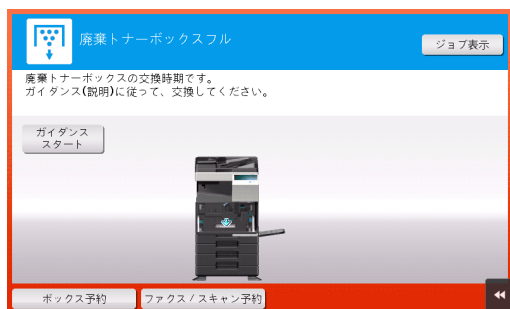 廃棄トナーボックスフル
ジョブ表示
廃棄トナーボックスの交換時期です。
ガイダンス(説明)に従って、交換してください。
ガイダンス
スタート
ボックス予約
ファクス/スキャン予約